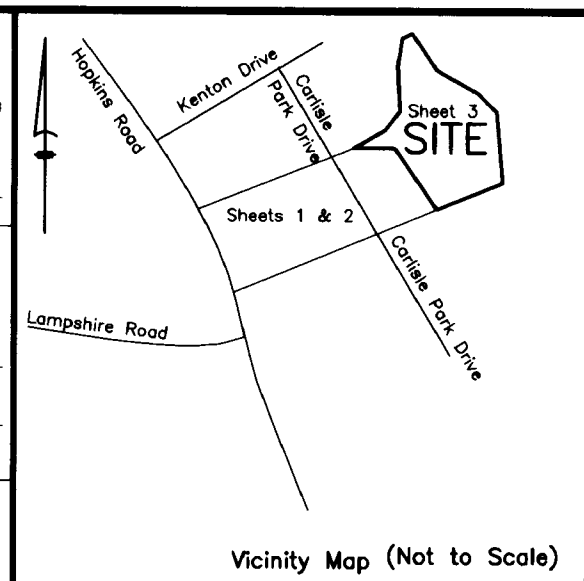 Hopkins Road
Kenton Drive
Carlisle
Park Drive
Sheet 3
SITE
Sheets 1 & 2
Carlisle Park Drive
Lampshire Road
Vicinity Map (Not to Scale)